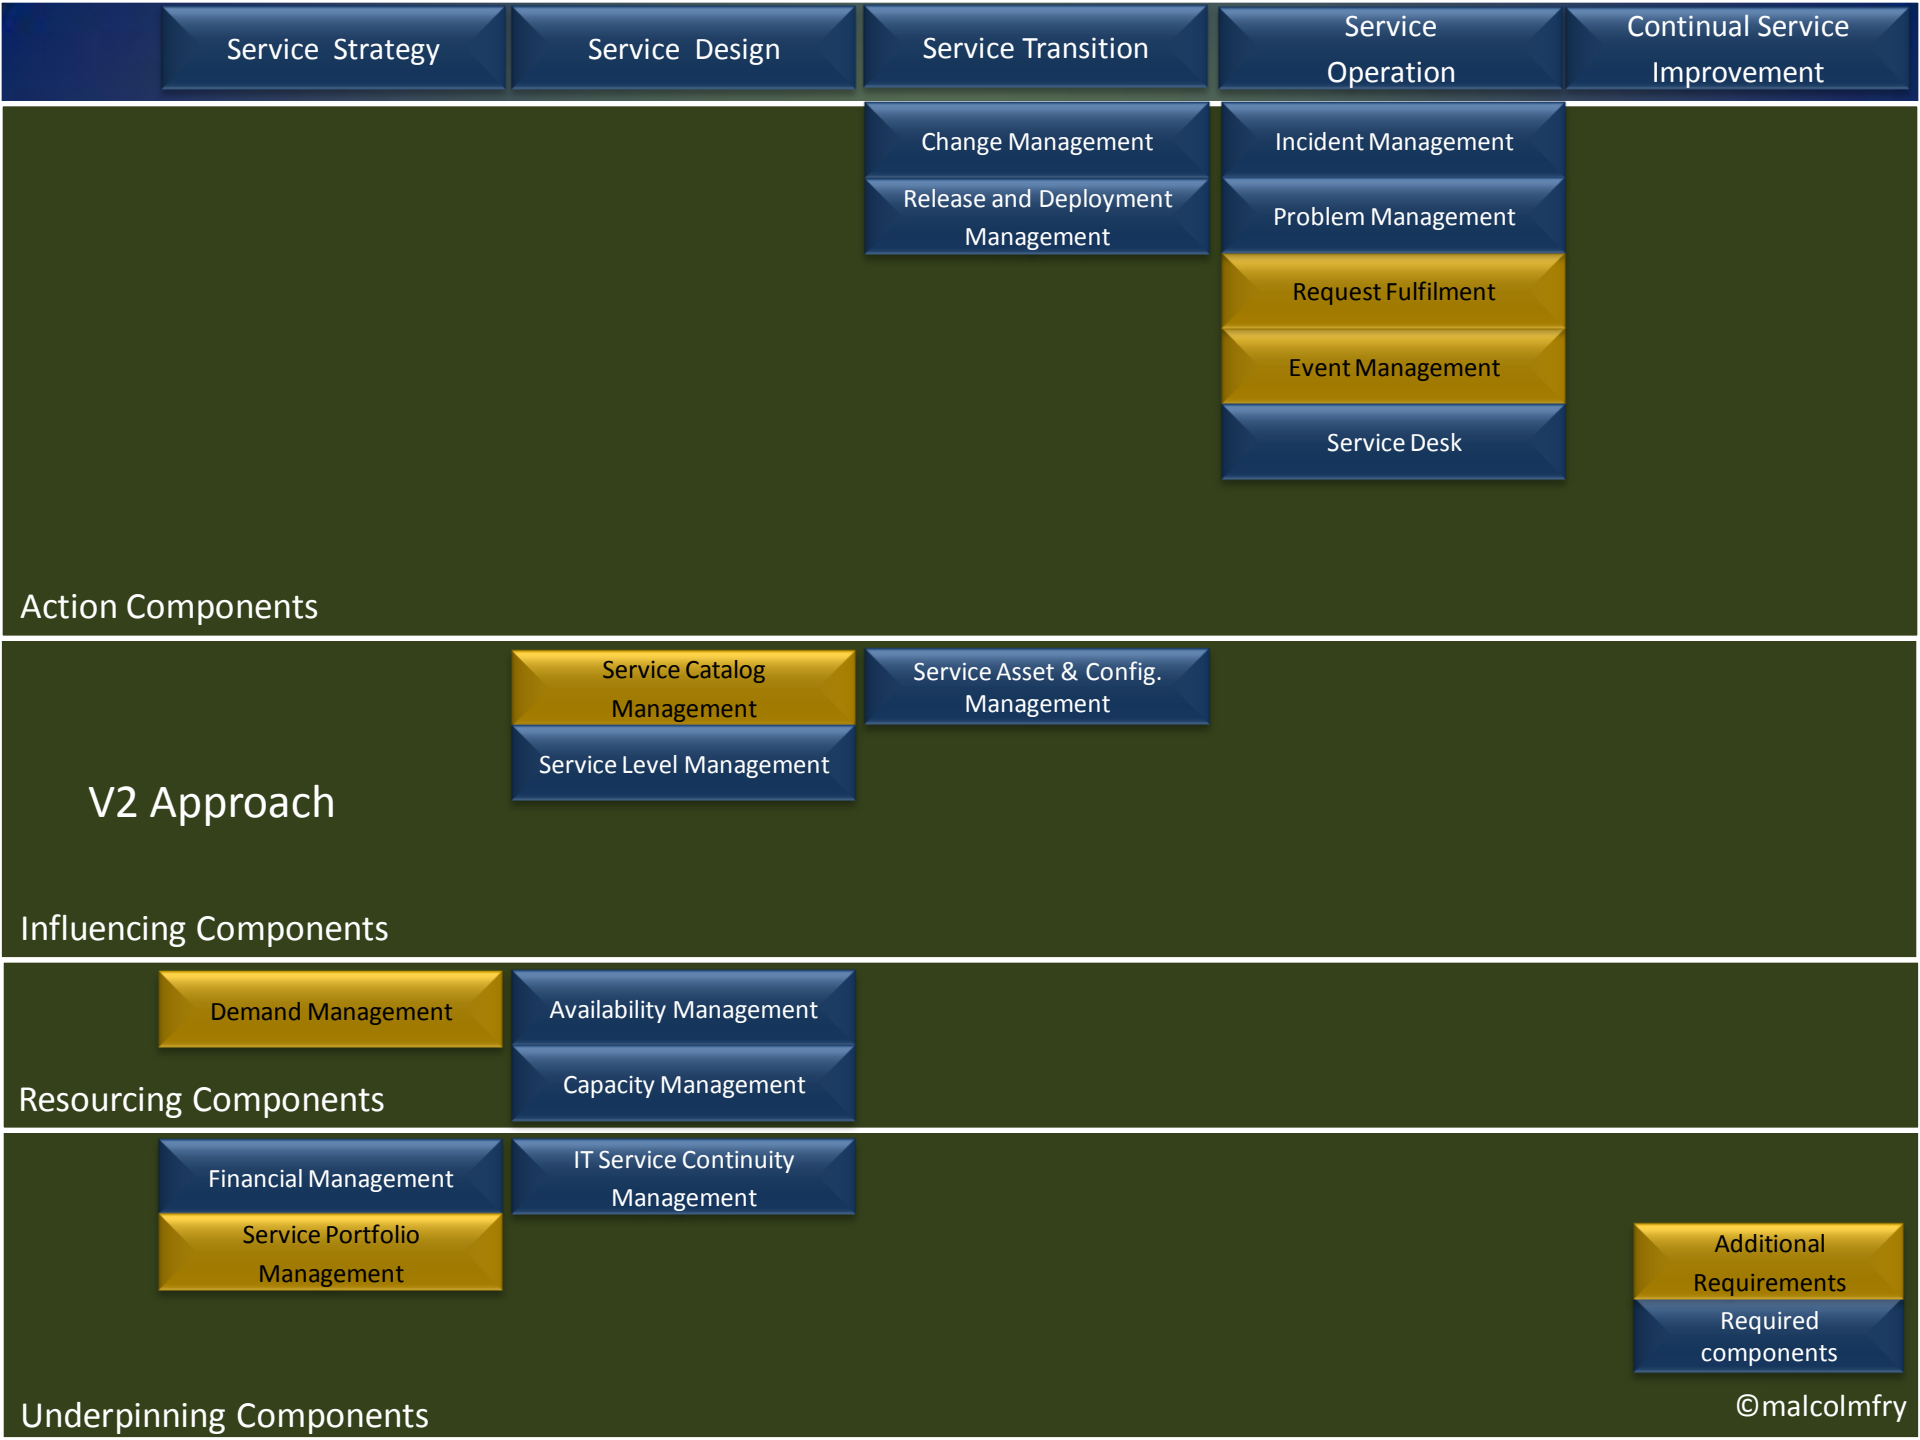 Service Strategy
Service Design
Service Transition
Service
Operation
Continual Service
Improvement
Change Management
Release and Deployment
Management
Incident Management
Problem Management
Request Fulfilment
Event Management
Service Desk
Action Components
Service Catalog
Management
Service Level Management
Service Asset & Config.
Management
V2 Approach
Influencing Components
Demand Management
Availability Management
Capacity Management
Resourcing Components
Financial Management
Service Portfolio
Management
IT Service Continuity
Management
Additional
Requirements
Required
components
Underpinning Components
©malcolmfry